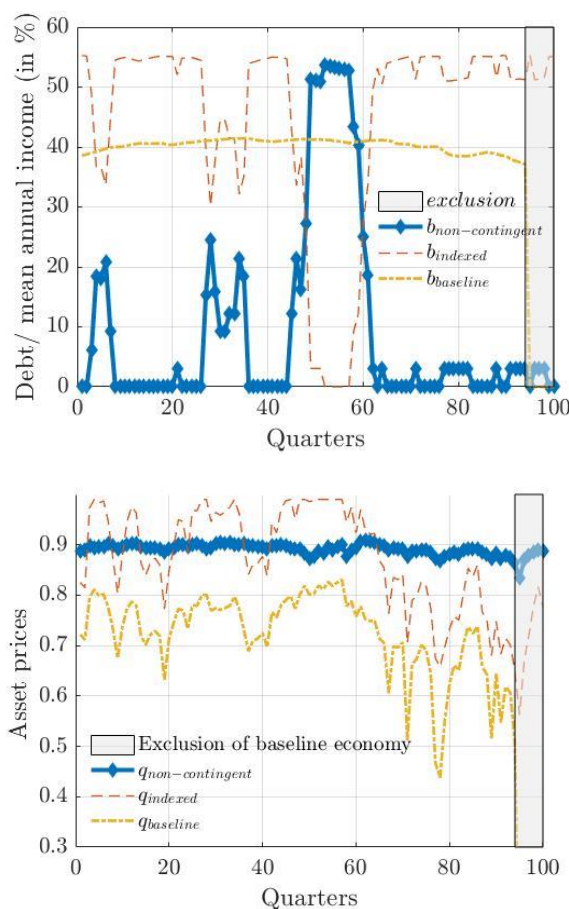 Debt/ mean annual income (in %)
60
50
40
30
20
10
0
exclusion
b_non-contingent
b_indexed
b_baseline
0 20 40 60 80 100
Quarters
Asset prices
0.9
0.8
0.7
0.6
0.5
0.4
0.3
Exclusion of baseline economy
q_non-contingent
q_indexed
q_baseline
0 20 40 60 80 100
Quarters